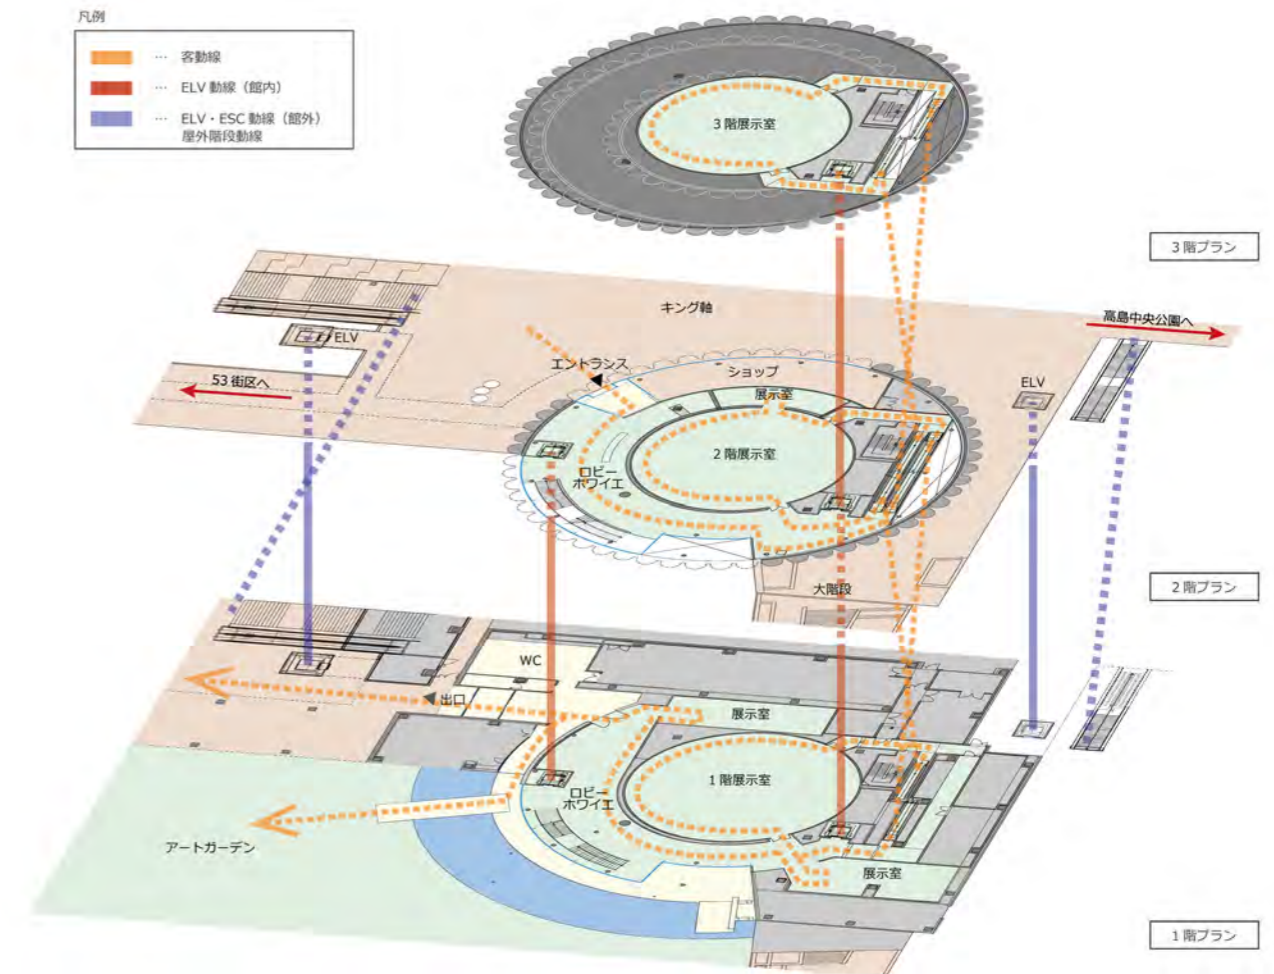 凡例
… 客動線
… ELV 動線（館内）
… ELV・ESC 動線（館外）
屋外階段動線
3 階展示室
3 階プラン
キング軸
高島中央公園へ
ELV
エントランス
ショップ
53 街区へ
ELV
展示室
2 階展示室
ロビー
ホワイエ
大階段
2 階プラン
WC
出口
展示室
1 階展示室
ロビー
ホワイエ
アートガーデン
展示室
1 階プラン